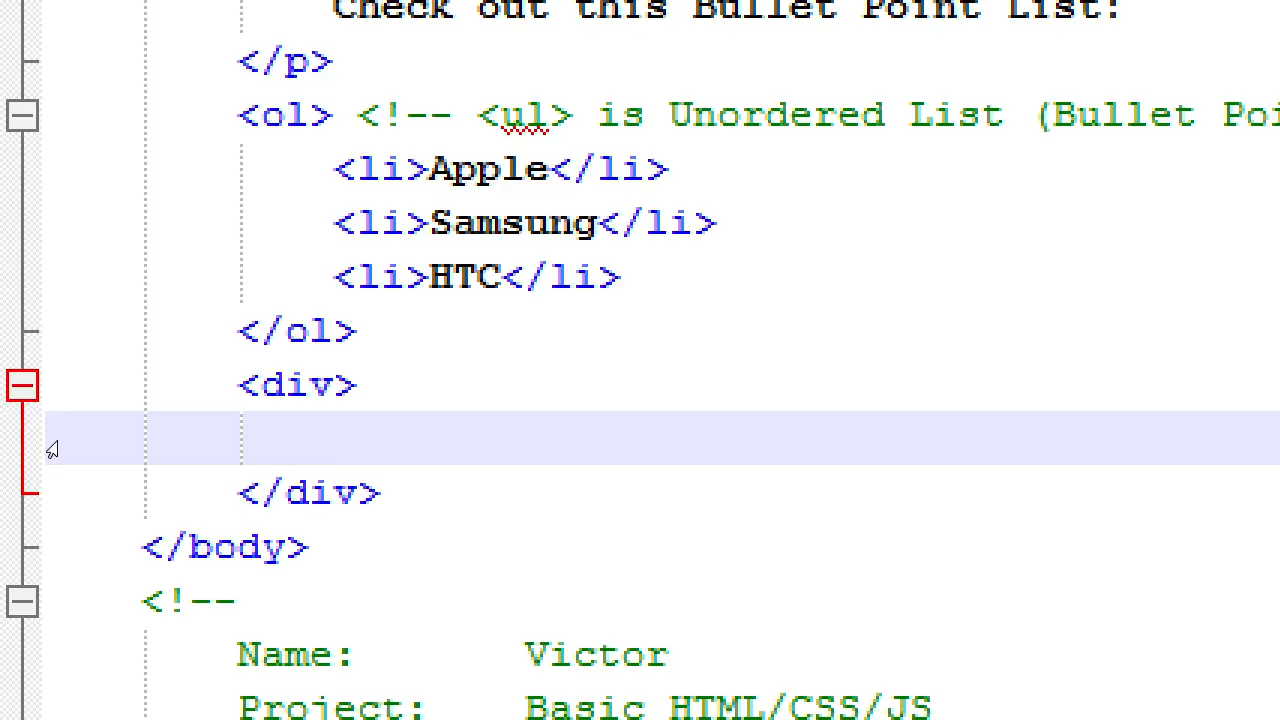 Check out this Bullet Point List:
</p>
<ol> <!-- <ul> is Unordered List (Bullet Poi
<li>Apple</li>
<li>Samsung</li>
<li>HTC</li>
</ol>
<div>
</div>
</body>
<!--
Name: Victor
Project: Basic HTML/CSS/JS